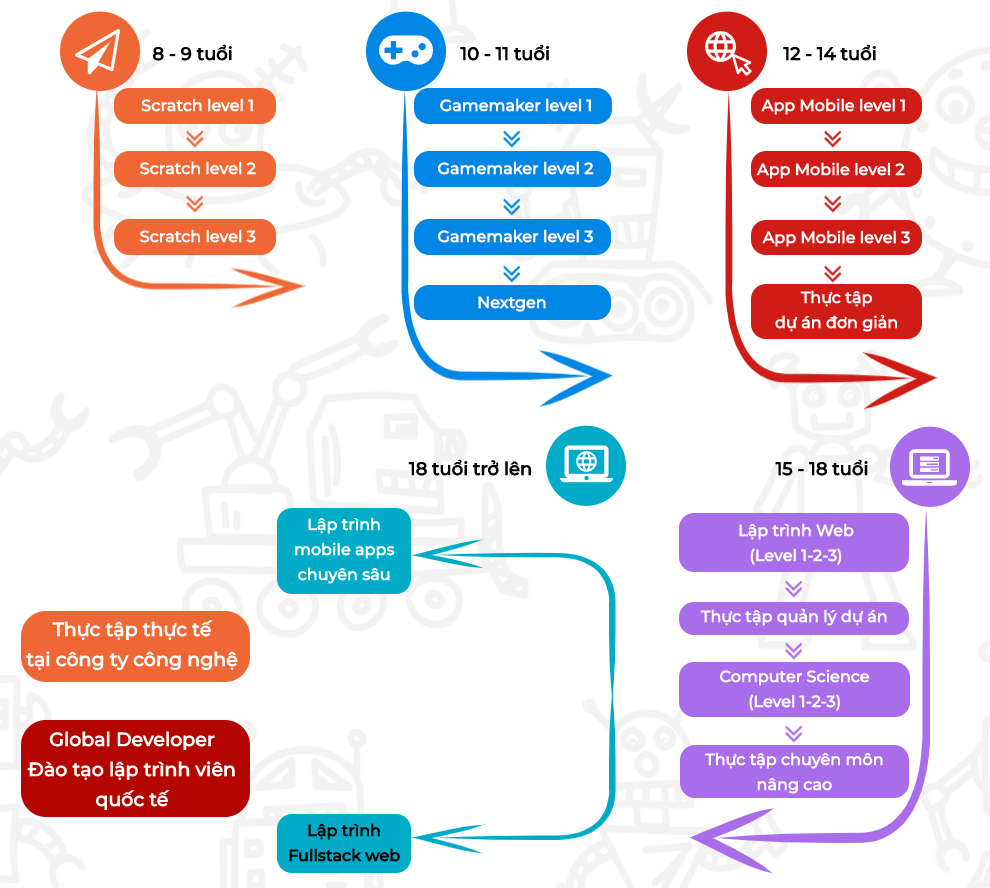 8 - 9 tuổi
Scratch level 1
Scratch level 2
Scratch level 3
10 - 11 tuổi
Gamemaker level 1
Gamemaker level 2
Gamemaker level 3
Nextgen
12 - 14 tuổi
App Mobile level 1
App Mobile level 2
App Mobile level 3
Thực tập
dự án đơn giản
15 - 18 tuổi
Lập trình Web
(Level 1-2-3)
Thực tập quản lý dự án
Computer Science
(Level 1-2-3)
Thực tập chuyên môn
nâng cao
18 tuổi trở lên
Lập trình
mobile apps
chuyên sâu
Lập trình
Fullstack web
Thực tập thực tế
tại công ty công nghệ
Global Developer
Đào tạo lập trình viên
quốc tế